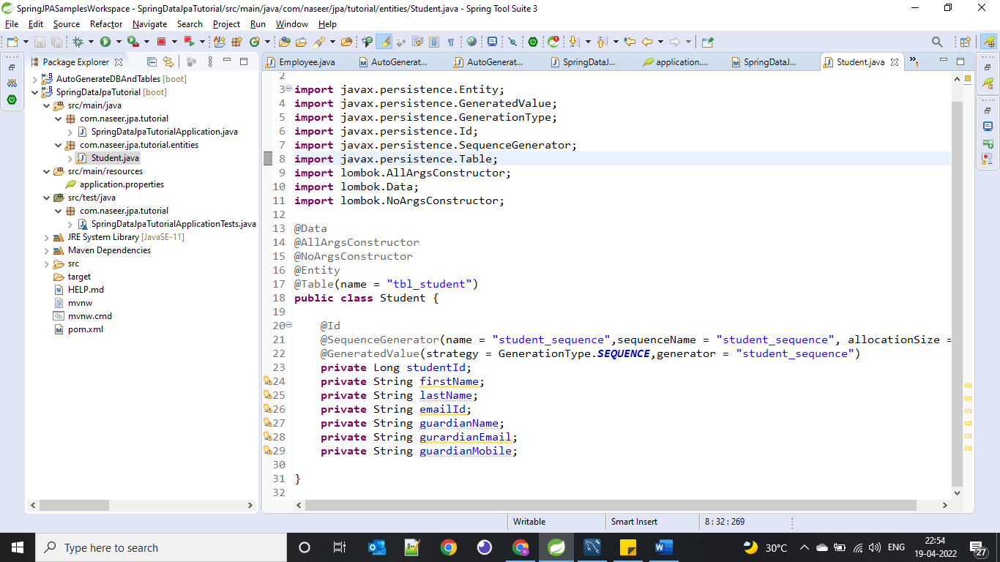 SpringJPASamplesWorkspace - SpringDataJpaTutorial/src/main/java/com/naseer/jpa/tutorial/entities/Student.java - Spring Tool Suite 3
File Edit Source Refactor Navigate Search Project Run Window Help
Package Explorer
Employee.java AutoGenerat... AutoGenerat... SpringDataJ... application.... SpringDataJ... Student.java »1
AutoGenerateDBAndTables [boot]
SpringDataJpaTutorial [boot]
src/main/java
com.naseer.jpa.tutorial
SpringDataJpaTutorialApplication.java
com.naseer.jpa.tutorial.entities
Student.java
src/main/resources
application.properties
src/test/java
com.naseer.jpa.tutorial
SpringDataJpaTutorialApplicationTests.java
JRE System Library [JavaSE-11]
Maven Dependencies
src
target
HELP.md
mvnw
mvnw.cmd
pom.xml
2
3 import javax.persistence.Entity;
4 import javax.persistence.GeneratedValue;
5 import javax.persistence.GenerationType;
6 import javax.persistence.Id;
7 import javax.persistence.SequenceGenerator;
8 import javax.persistence.Table;
9 import lombok.AllArgsConstructor;
10 import lombok.Data;
11 import lombok.NoArgsConstructor;
12
13 @Data
14 @AllArgsConstructor
15 @NoArgsConstructor
16 @Entity
17 @Table(name = "tbl_student")
18 public class Student {
19
20 @Id
21 @SequenceGenerator(name = "student_sequence",sequenceName = "student_sequence", allocationSize =
22 @GeneratedValue(strategy = GenerationType.SEQUENCE,generator = "student_sequence")
23 private Long studentId;
24 private String firstName;
25 private String lastName;
26 private String emailId;
27 private String guardianName;
28 private String gurardianEmail;
29 private String guardianMobile;
30
31 }
32
Writable Smart Insert 8 : 32 : 269
Type here to search
30°C ENG 22:54
19-04-2022 27